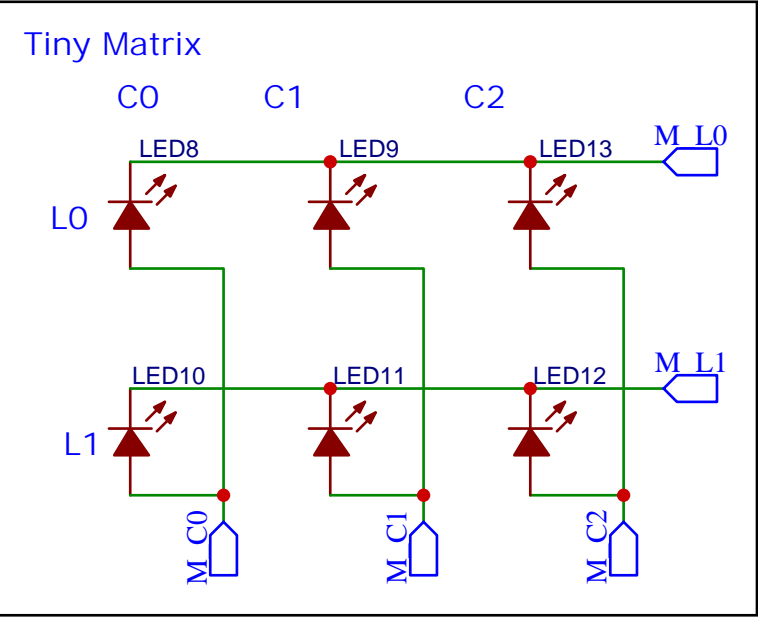 Tiny Matrix
C0 C1 C2
LED8 LED9 LED13 M_L0
L0
LED10 LED11 LED12 M_L1
L1
M_C0 M_C1 M_C2